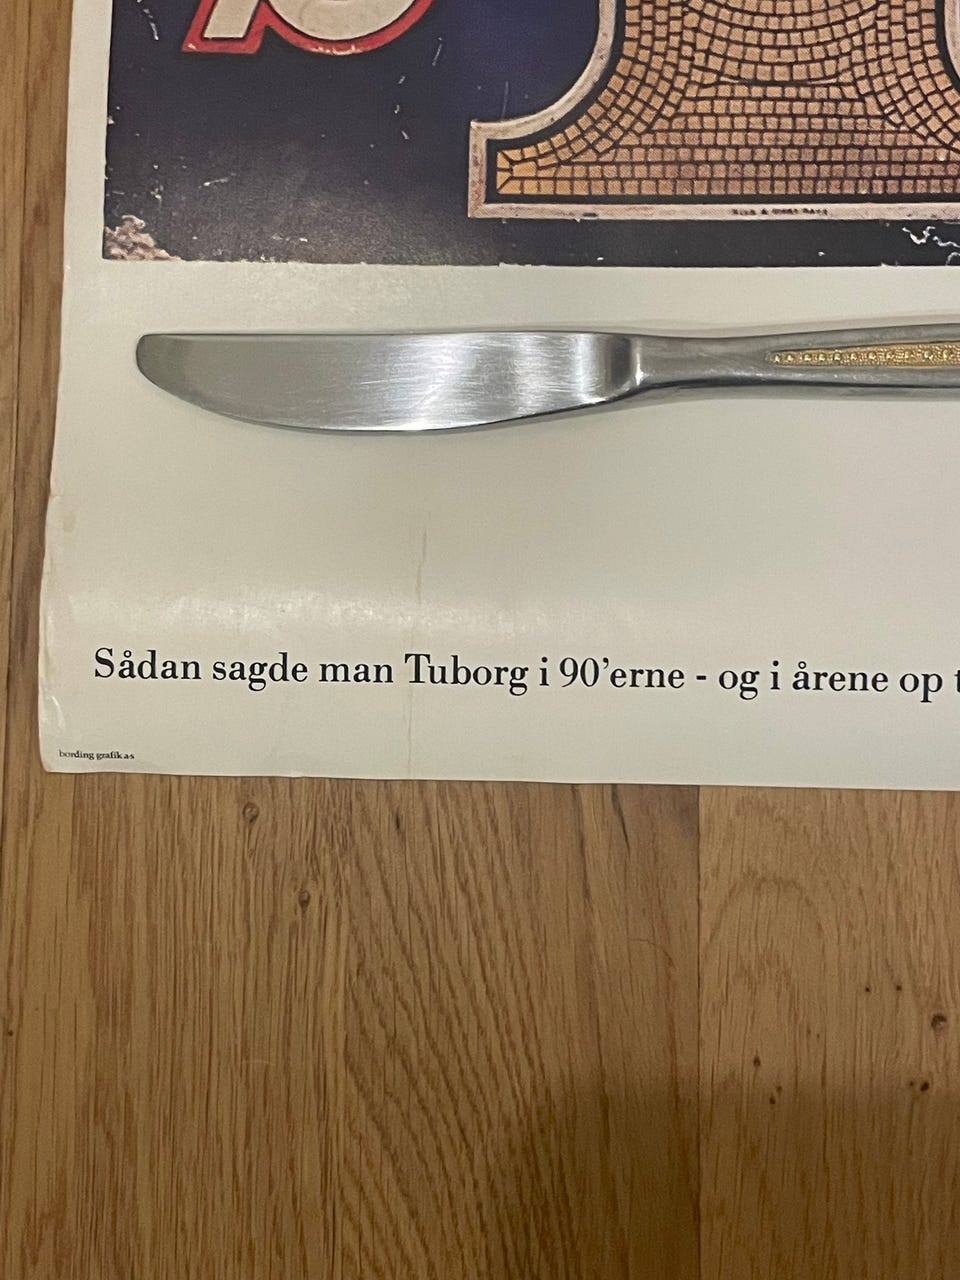 Sådan sagde man Tuborg i 90'erne - og i årene op
bording grafik as